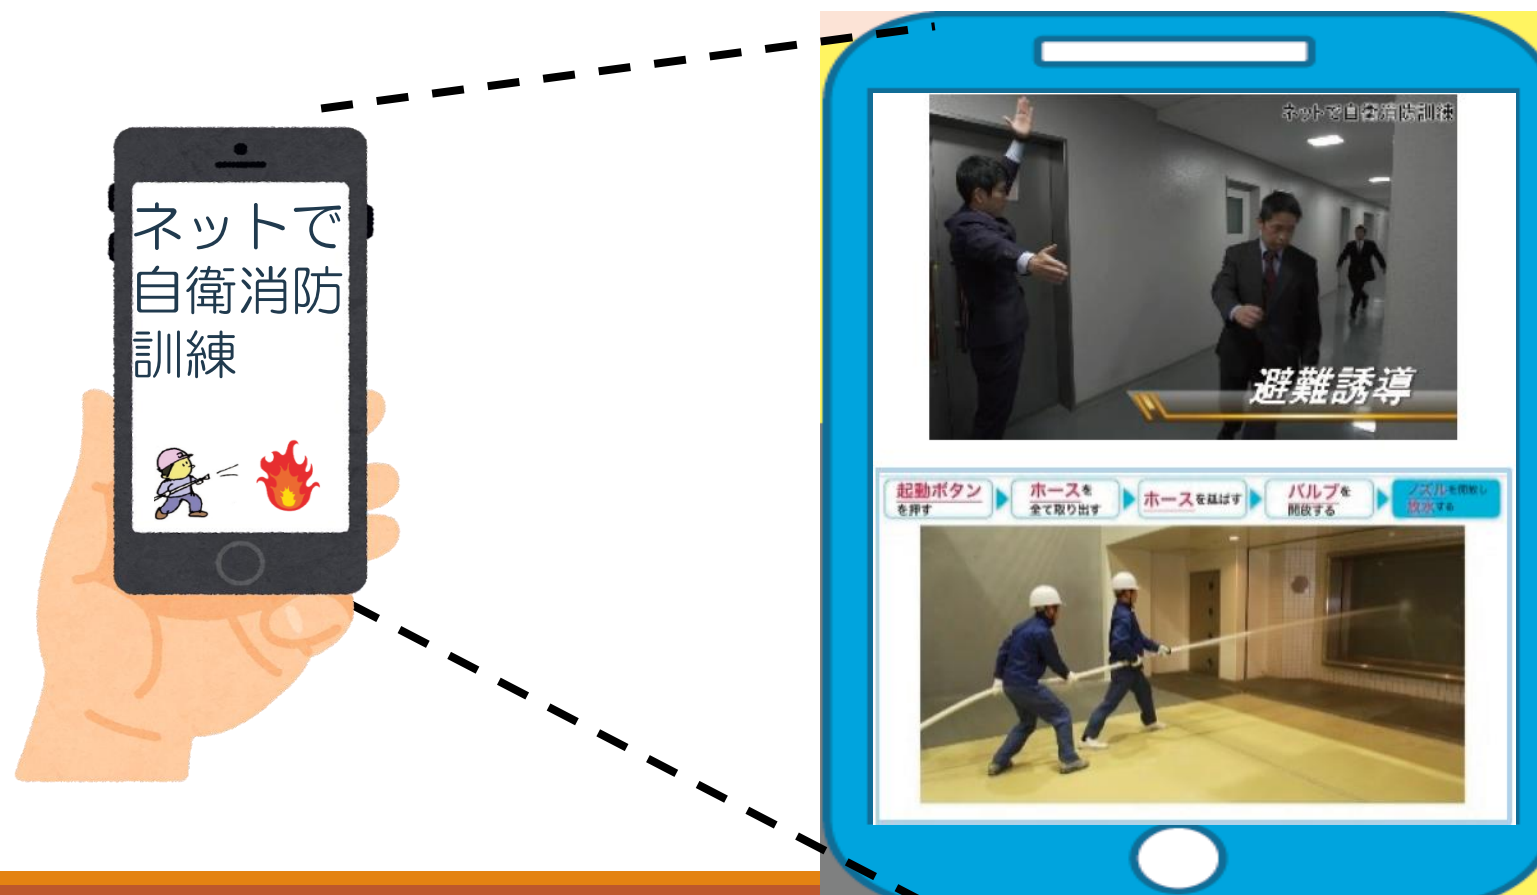 ネットで
自衛消防
訓練
ネットで自衛消防訓練
避難誘導
起動ボタン
を押す
ホースを
全て取り出す
ホースを延ばす
バルブを
開放する
ノズルを開放し
放水する